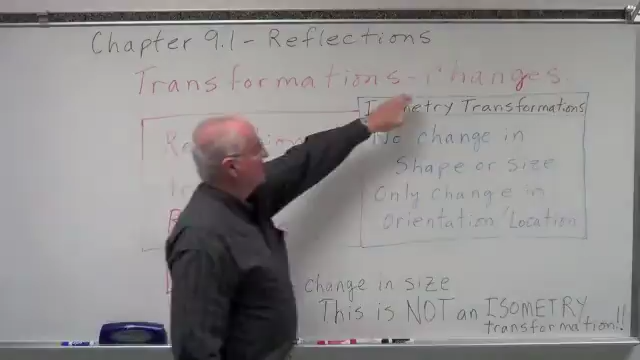 Chapter 9.1 - Reflections
Transformations - Changes
Isometry Transformations
No change in
Shape or size
Only change in
Orientation/Location
change in size
This is NOT an ISOMETRY
transformation!!